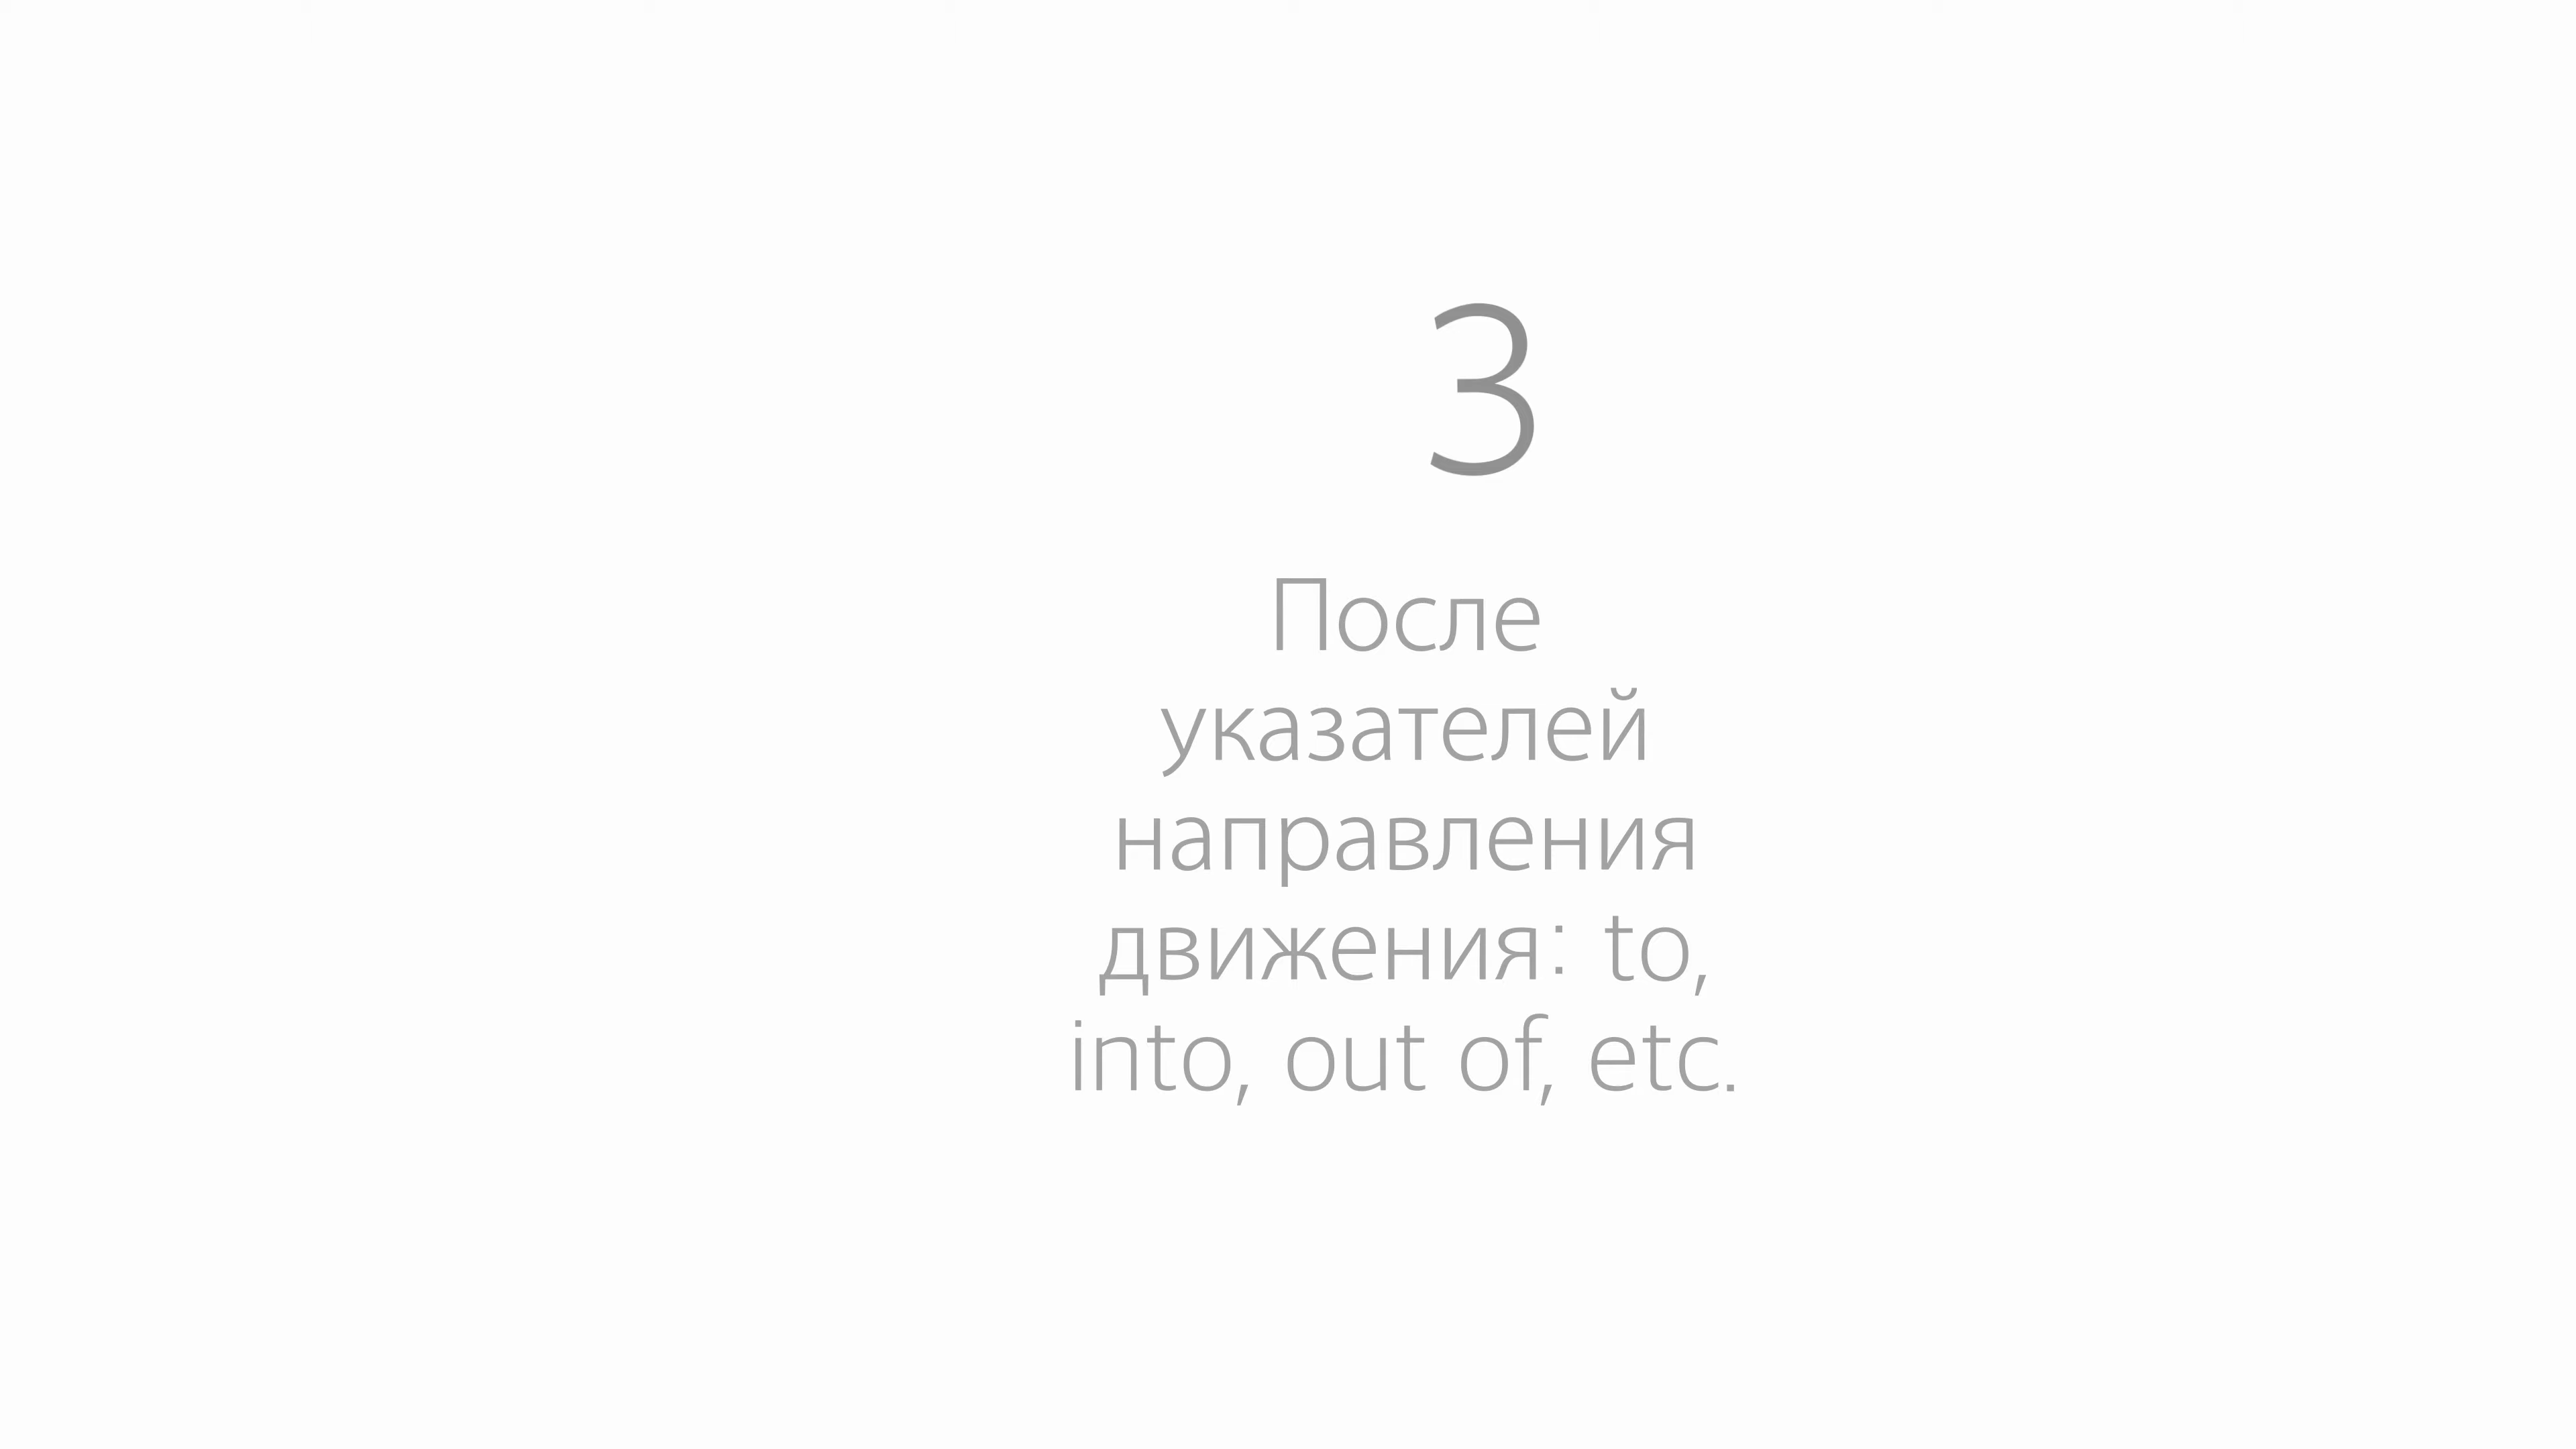 3
После
указателей
направления
движения: to,
into, out of, etc.